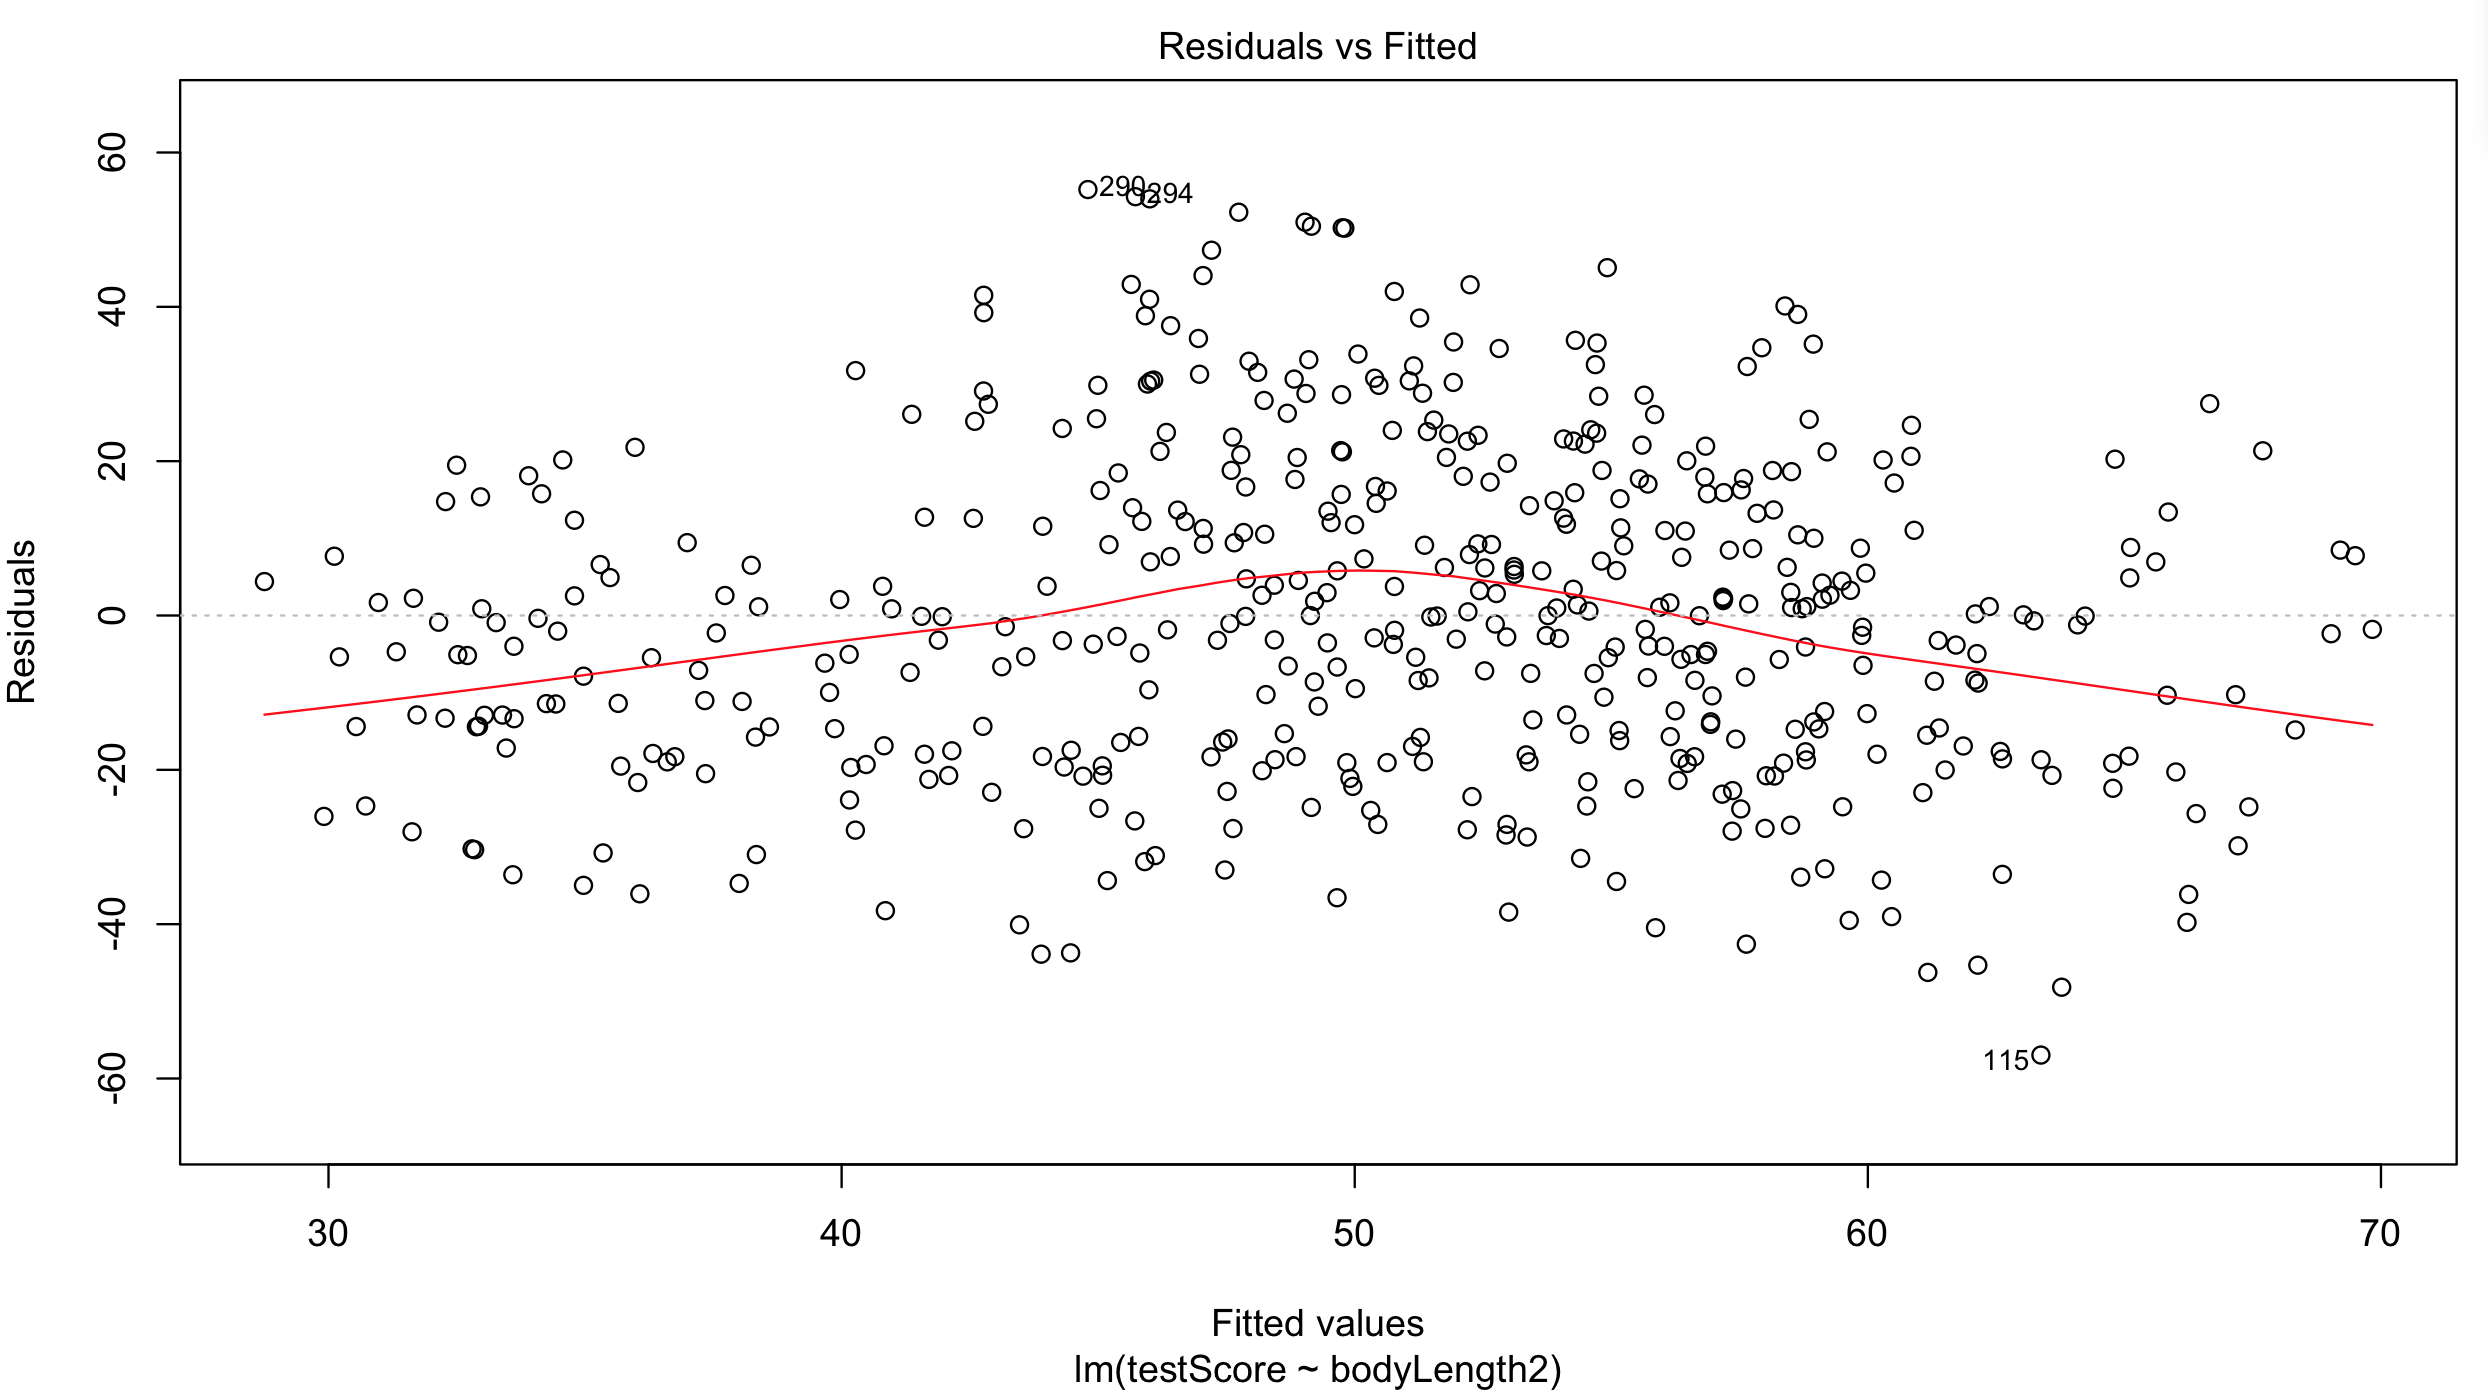 Residuals vs Fitted
Residuals
60
40
20
0
-20
-40
-60
290
294
115
30 40 50 60 70
Fitted values
lm(testScore ~ bodyLength2)